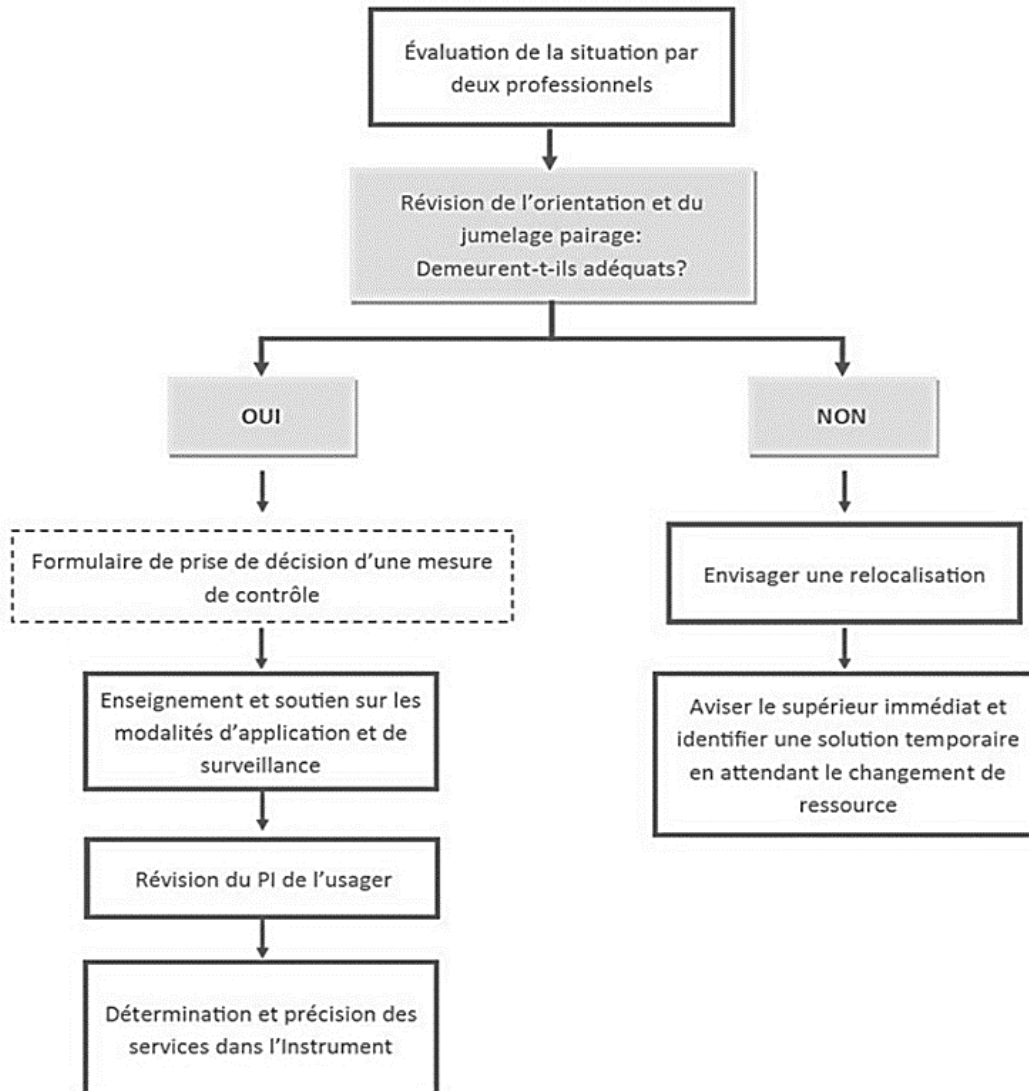 Évaluation de la situation par
deux professionnels
Révision de l'orientation et du
jumelage pairage:
Demeurent-t-ils adéquats?
OUI
NON
Formulaire de prise de décision d'une mesure
de contrôle
Envisager une relocalisation
Enseignement et soutien sur les
modalités d'application et de
surveillance
Aviser le supérieur immédiat et
identifier une solution temporaire
en attendant le changement de
ressource
Révision du PI de l'usager
Détermination et précision des
services dans l'Instrument